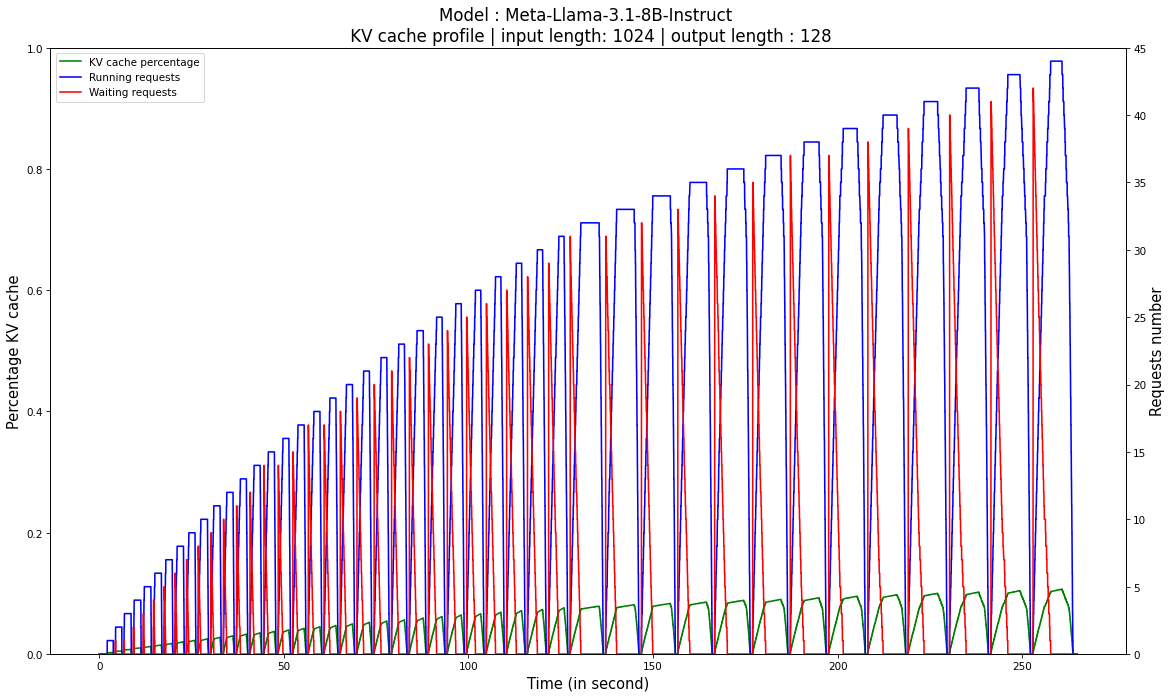 Model : Meta-Llama-3.1-8B-Instruct
KV cache profile | input length: 1024 | output length : 128
KV cache percentage
Running requests
Waiting requests
Percentage KV cache
1.0
0.8
0.6
0.4
0.2
0.0
45
40
35
30
25
20
15
10
5
0
Requests number
0 50 100 150 200 250
Time (in second)